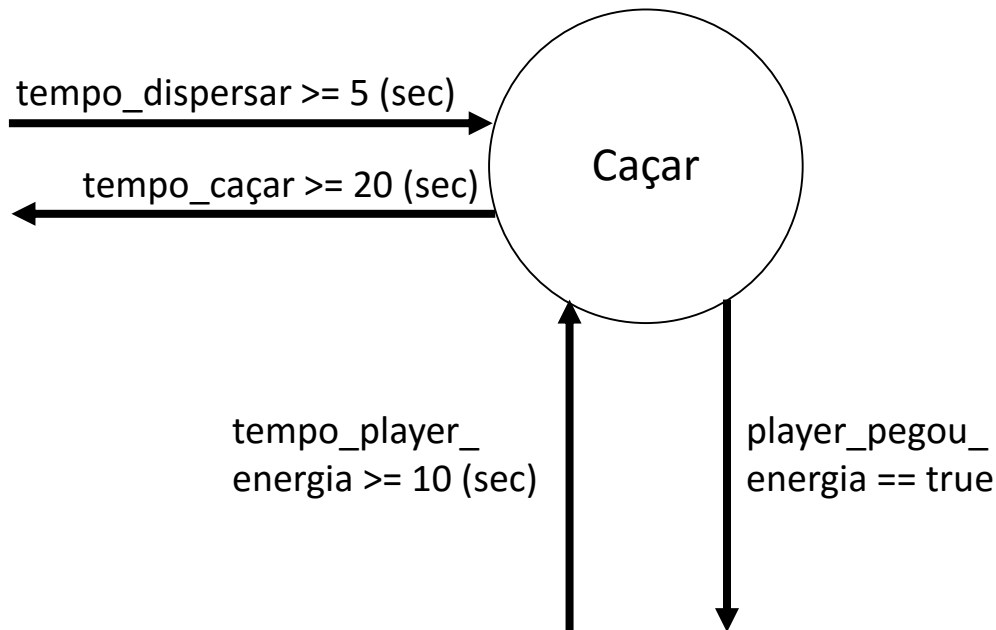 tempo_dispersar >= 5 (sec)
tempo_caçar >= 20 (sec)
Caçar
tempo_player_
energia >= 10 (sec)
player_pegou_
energia == true